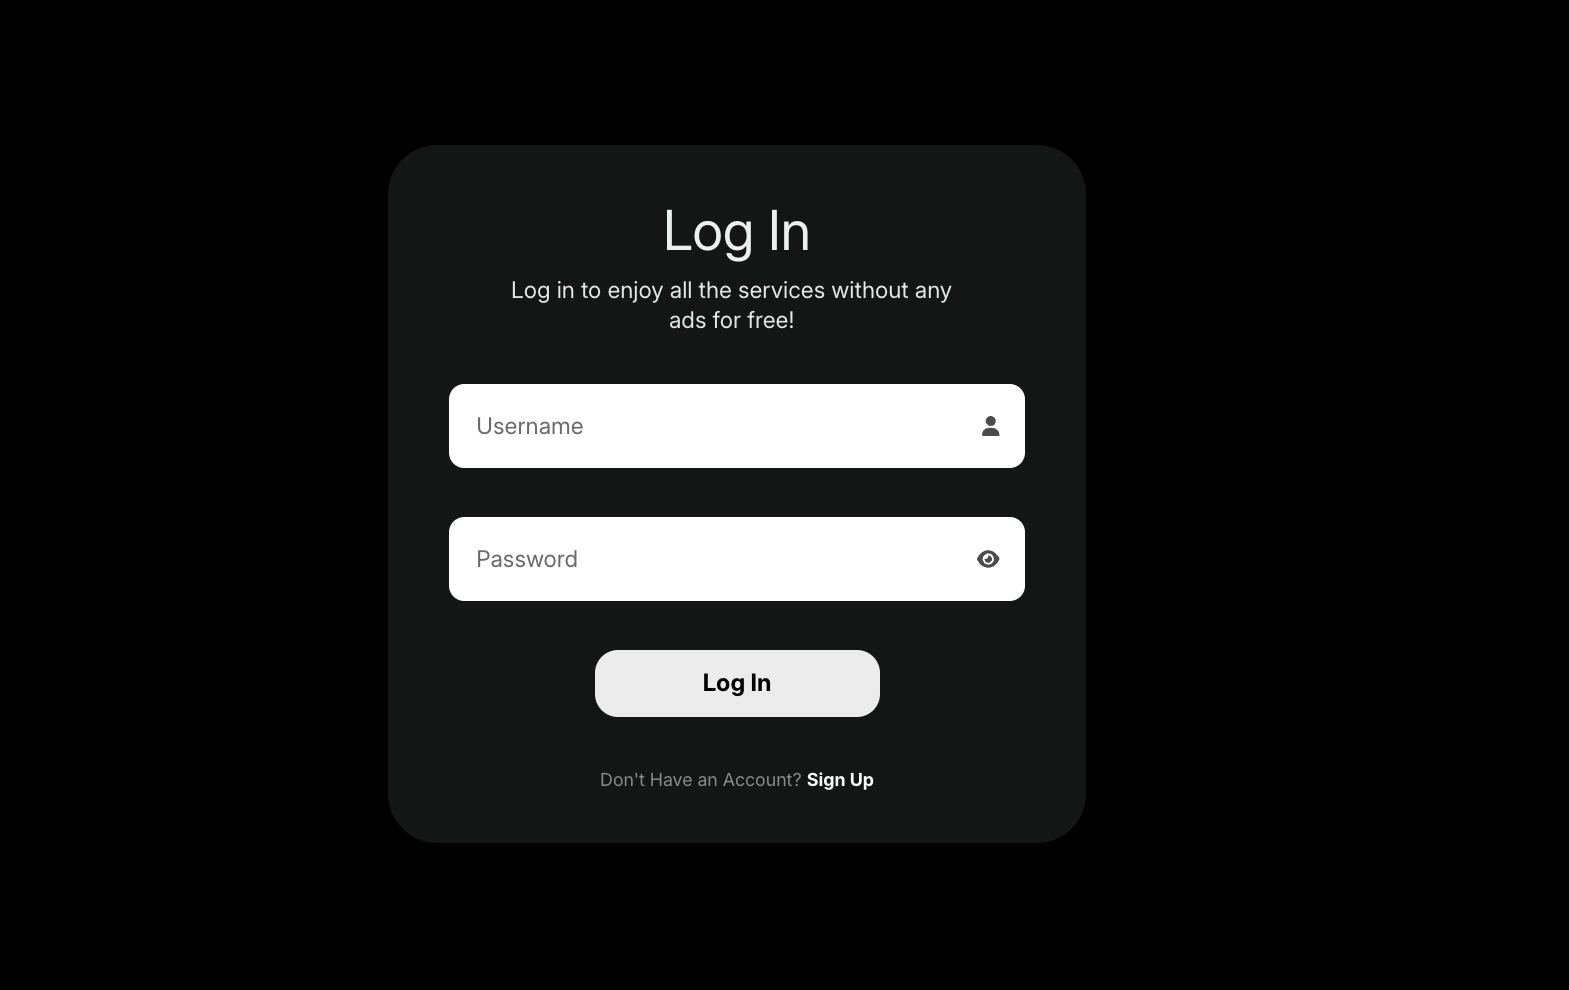 Log In
Log in to enjoy all the services without any
ads for free!
Username
Password
Log In
Don't Have an Account? Sign Up